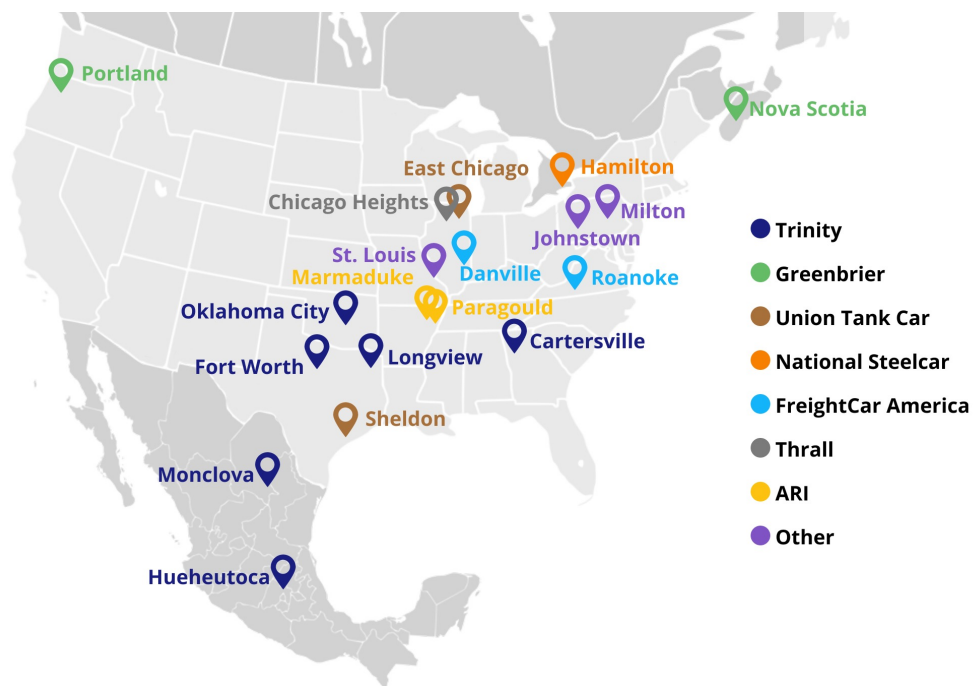 Portland
Nova Scotia
East Chicago
Hamilton
Chicago Heights
Milton
Johnstown
St. Louis
Danville
Marmaduke
Roanoke
Paragould
Oklahoma City
Cartersville
Longview
Fort Worth
Sheldon
Monclova
Hueheutoca
Trinity
Greenbrier
Union Tank Car
National Steelcar
FreightCar America
Thrall
ARI
Other